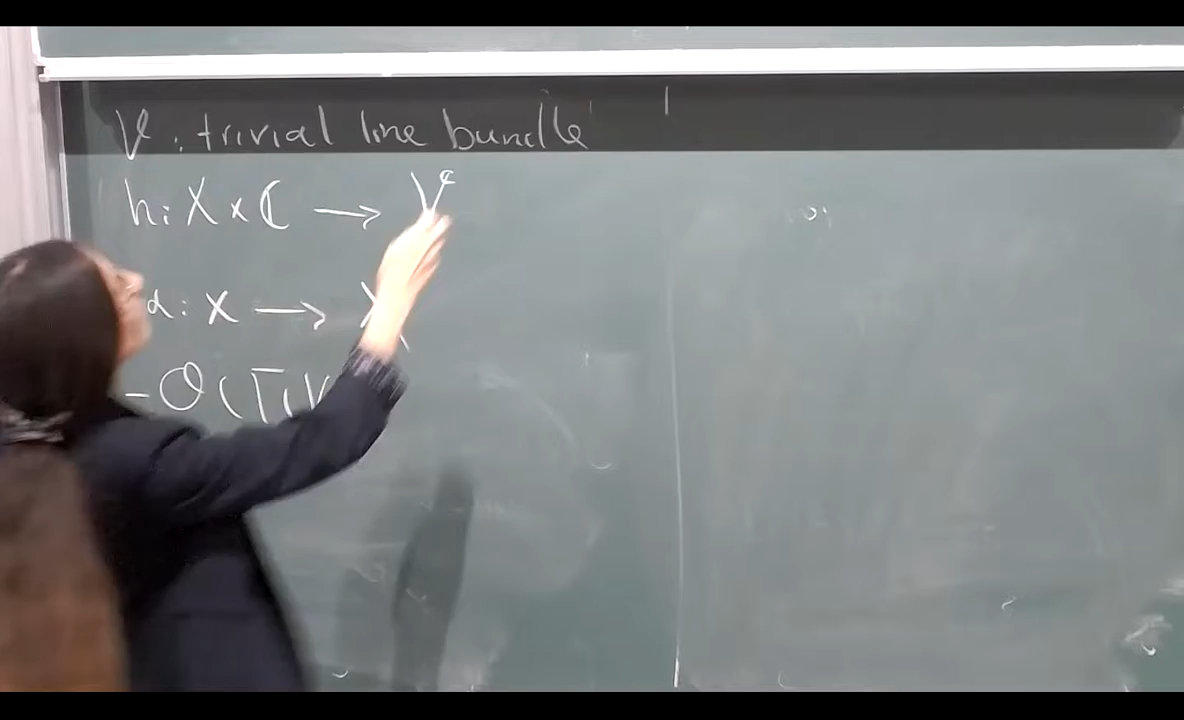 V : trivial line bundle
h: X × ℂ → V
α: X →
- Θ(Γ(V